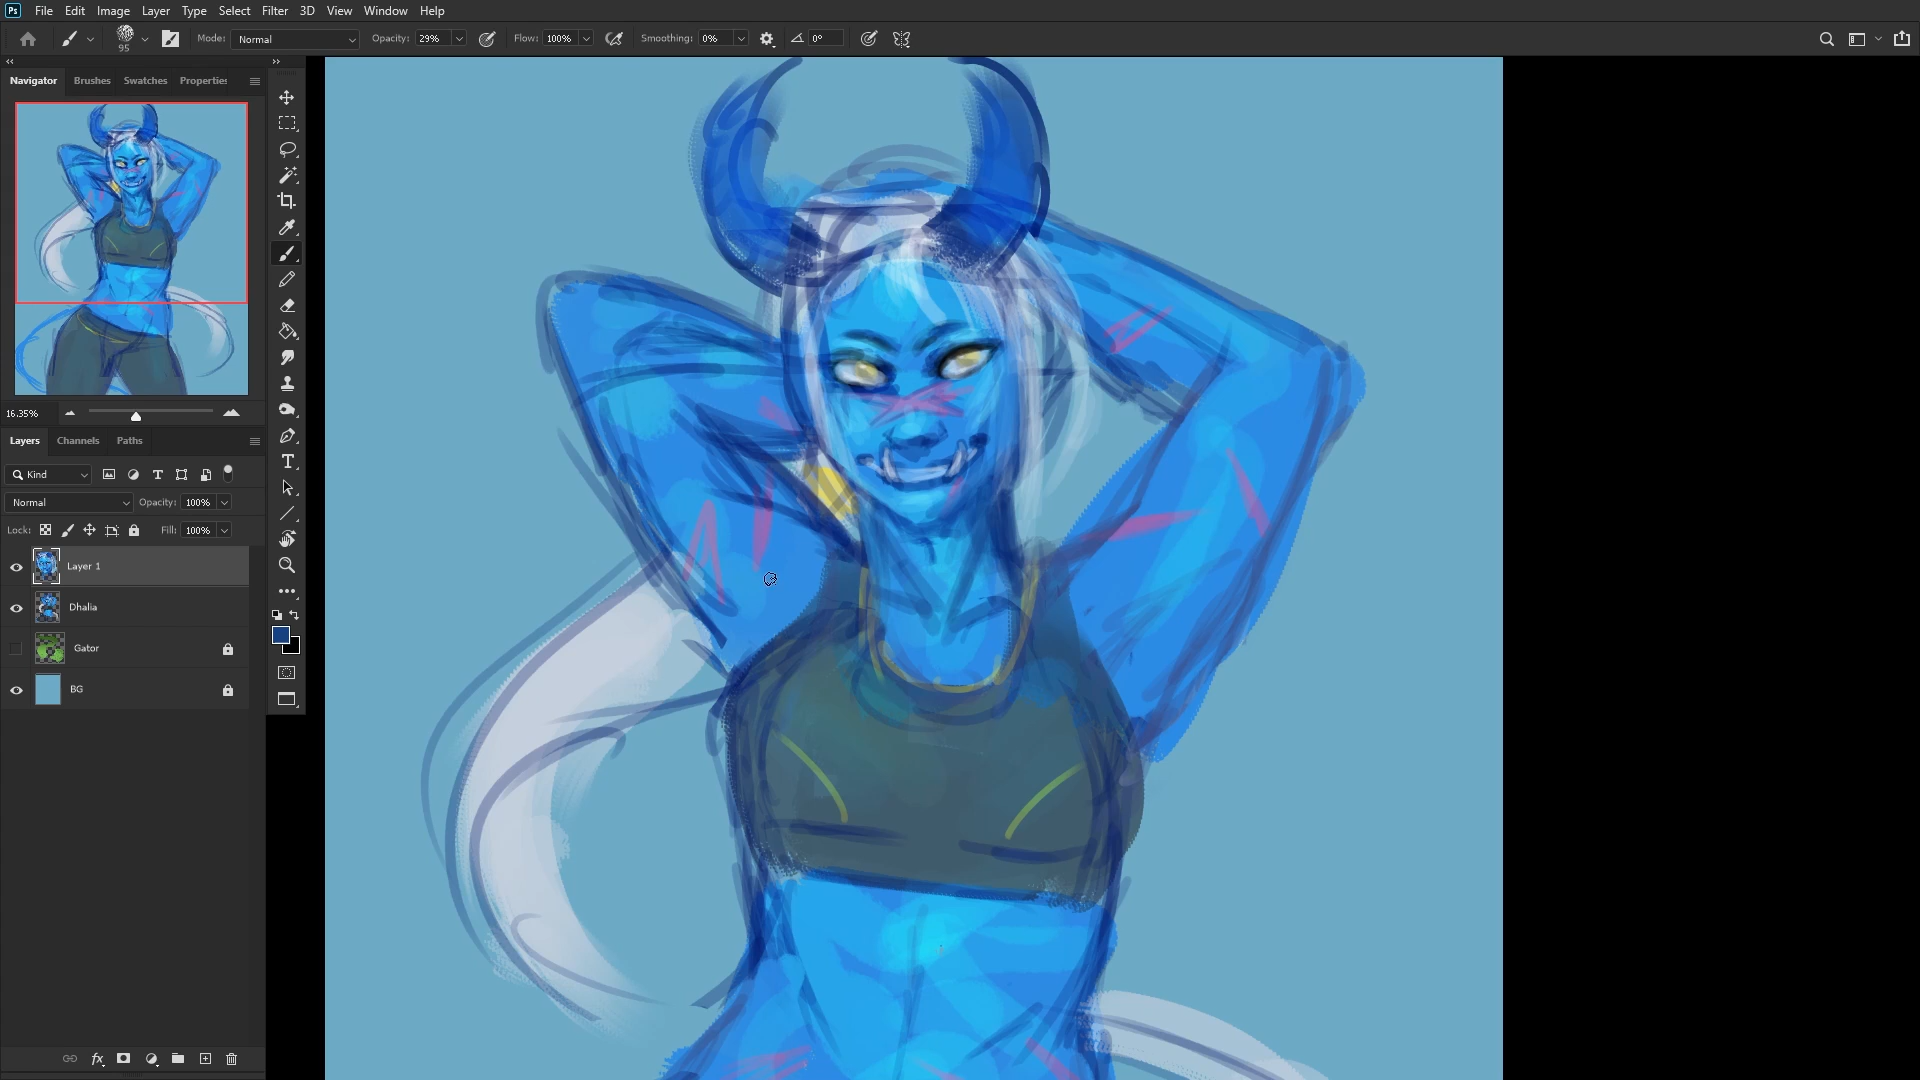 Ps File Edit Image Layer Type Select Filter 3D View Window Help
95 Mode: Normal Opacity: 29% Flow: 100% Smoothing: 0% 0°
Navigator Brushes Swatches Properties
16.35%
Layers Channels Paths
Kind
Normal Opacity: 100%
Lock: Fill: 100%
Layer 1
Dhalia
Gator
BG
fx